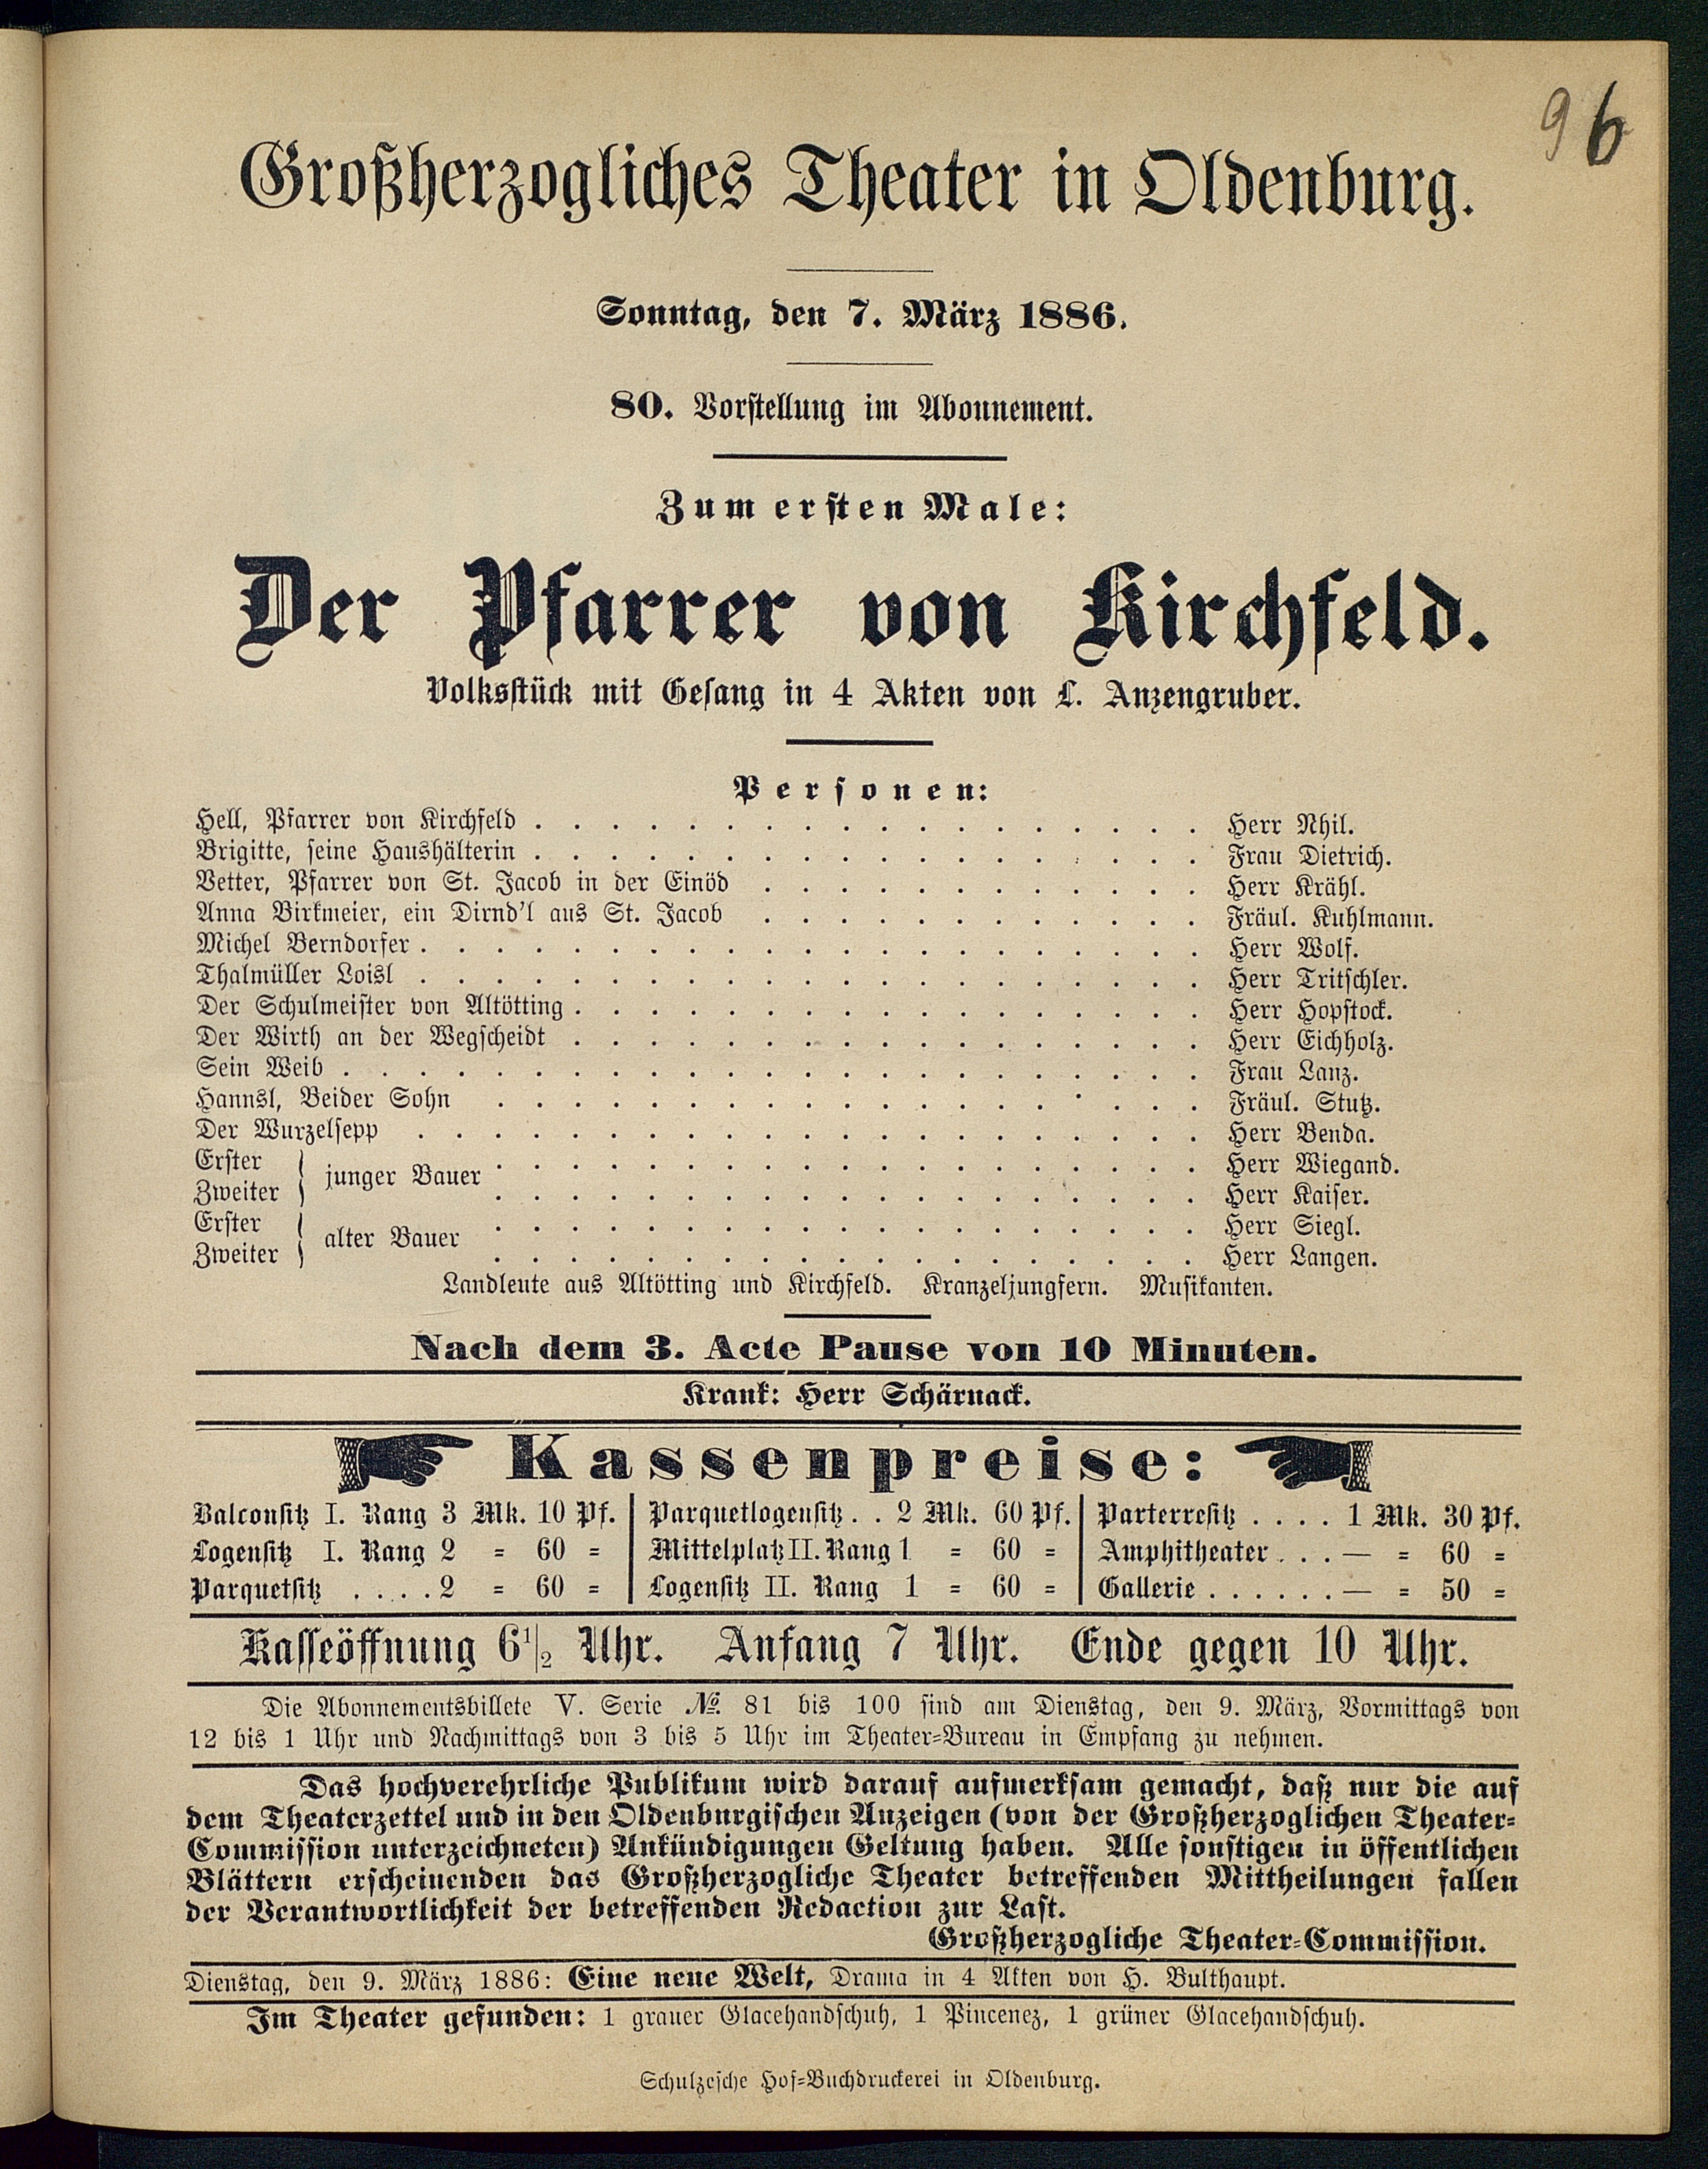 96
Großherzogliches Theater in Oldenburg.
Sonntag, den 7. März 1886.
80. Vorstellung im Abonnement.
Zum ersten Male:
Der Pfarrer von Kirchfeld.
Volksstück mit Gesang in 4 Akten von L. Anzengruber.
Personen:
Hell, Pfarrer von Kirchfeld . . . . . . . . . . . . . . . . . . Herr Nhil.
Brigitte, seine Haushälterin . . . . . . . . . . . . . . . . . . Frau Dietrich.
Vetter, Pfarrer von St. Jacob in der Einöd . . . . . . . . . . . . Herr Krähl.
Anna Birkmeier, ein Dirnd'l aus St. Jacob . . . . . . . . . . . . Fräul. Kuhlmann.
Michel Berndorfer . . . . . . . . . . . . . . . . . . . . . Herr Wolf.
Thalmüller Loisl . . . . . . . . . . . . . . . . . . . . . Herr Tritschler.
Der Schulmeister von Altötting . . . . . . . . . . . . . . . . . Herr Hopstock.
Der Wirth an der Wegscheidt . . . . . . . . . . . . . . . . . Herr Eichholz.
Sein Weib . . . . . . . . . . . . . . . . . . . . . . . Frau Lanz.
Hannsl, Beider Sohn . . . . . . . . . . . . . . . . . . . Fräul. Stutz.
Der Wurzelsepp . . . . . . . . . . . . . . . . . . . . . Herr Benda.
Erster } junger Bauer . . . . . . . . . . . . . . . . . . . Herr Wiegand.
Zweiter } . . . . . . . . . . . . . . . . . . . Herr Kaiser.
Erster } alter Bauer . . . . . . . . . . . . . . . . . . . Herr Siegl.
Zweiter } . . . . . . . . . . . . . . . . . . . Herr Langen.
Landleute aus Altötting und Kirchfeld. Kranzeljungfern. Musikanten.
Nach dem 3. Acte Pause von 10 Minuten.
Krank: Herr Schärnack.
Kassenpreise:
Balconsitz I. Rang 3 Mk. 10 Pf. | Parquetlogensitz . . 2 Mk. 60 Pf. | Parterresitz . . . . 1 Mk. 30 Pf.
Logensitz I. Rang 2 = 60 = | Mittelplatz II. Rang 1 = 60 = | Amphitheater . . . — = 60 =
Parquetsitz . . . . 2 = 60 = | Logensitz II. Rang 1 = 60 = | Gallerie . . . . . . — = 50 =
Kasseöffnung 6½ Uhr. Anfang 7 Uhr. Ende gegen 10 Uhr.
Die Abonnementsbillete V. Serie № 81 bis 100 sind am Dienstag, den 9. März, Vormittags von
12 bis 1 Uhr und Nachmittags von 3 bis 5 Uhr im Theater=Bureau in Empfang zu nehmen.
Das hochverehrliche Publikum wird darauf aufmerksam gemacht, daß nur die auf
dem Theaterzettel und in den Oldenburgischen Anzeigen (von der Großherzoglichen Theater=
Commission unterzeichneten) Ankündigungen Geltung haben. Alle sonstigen in öffentlichen
Blättern erscheinenden das Großherzogliche Theater betreffenden Mittheilungen fallen
der Verantwortlichkeit der betreffenden Redaction zur Last.
Großherzogliche Theater=Commission.
Dienstag, den 9. März 1886: Eine neue Welt, Drama in 4 Akten von H. Bulthaupt.
Im Theater gefunden: 1 grauer Glacehandschuh, 1 Pincenez, 1 grüner Glacehandschuh.
Schulzesche Hof=Buchdruckerei in Oldenburg.